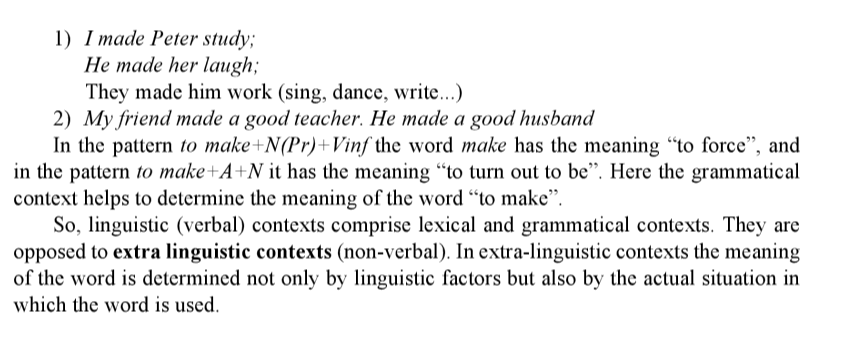 1) I made Peter study;
He made her laugh;
They made him work (sing, dance, write...)
2) My friend made a good teacher. He made a good husband
In the pattern to make+N(Pr)+Vinf the word make has the meaning “to force”, and
in the pattern to make+A+N it has the meaning “to turn out to be”. Here the grammatical
context helps to determine the meaning of the word “to make”.
So, linguistic (verbal) contexts comprise lexical and grammatical contexts. They are
opposed to extra linguistic contexts (non-verbal). In extra-linguistic contexts the meaning
of the word is determined not only by linguistic factors but also by the actual situation in
which the word is used.